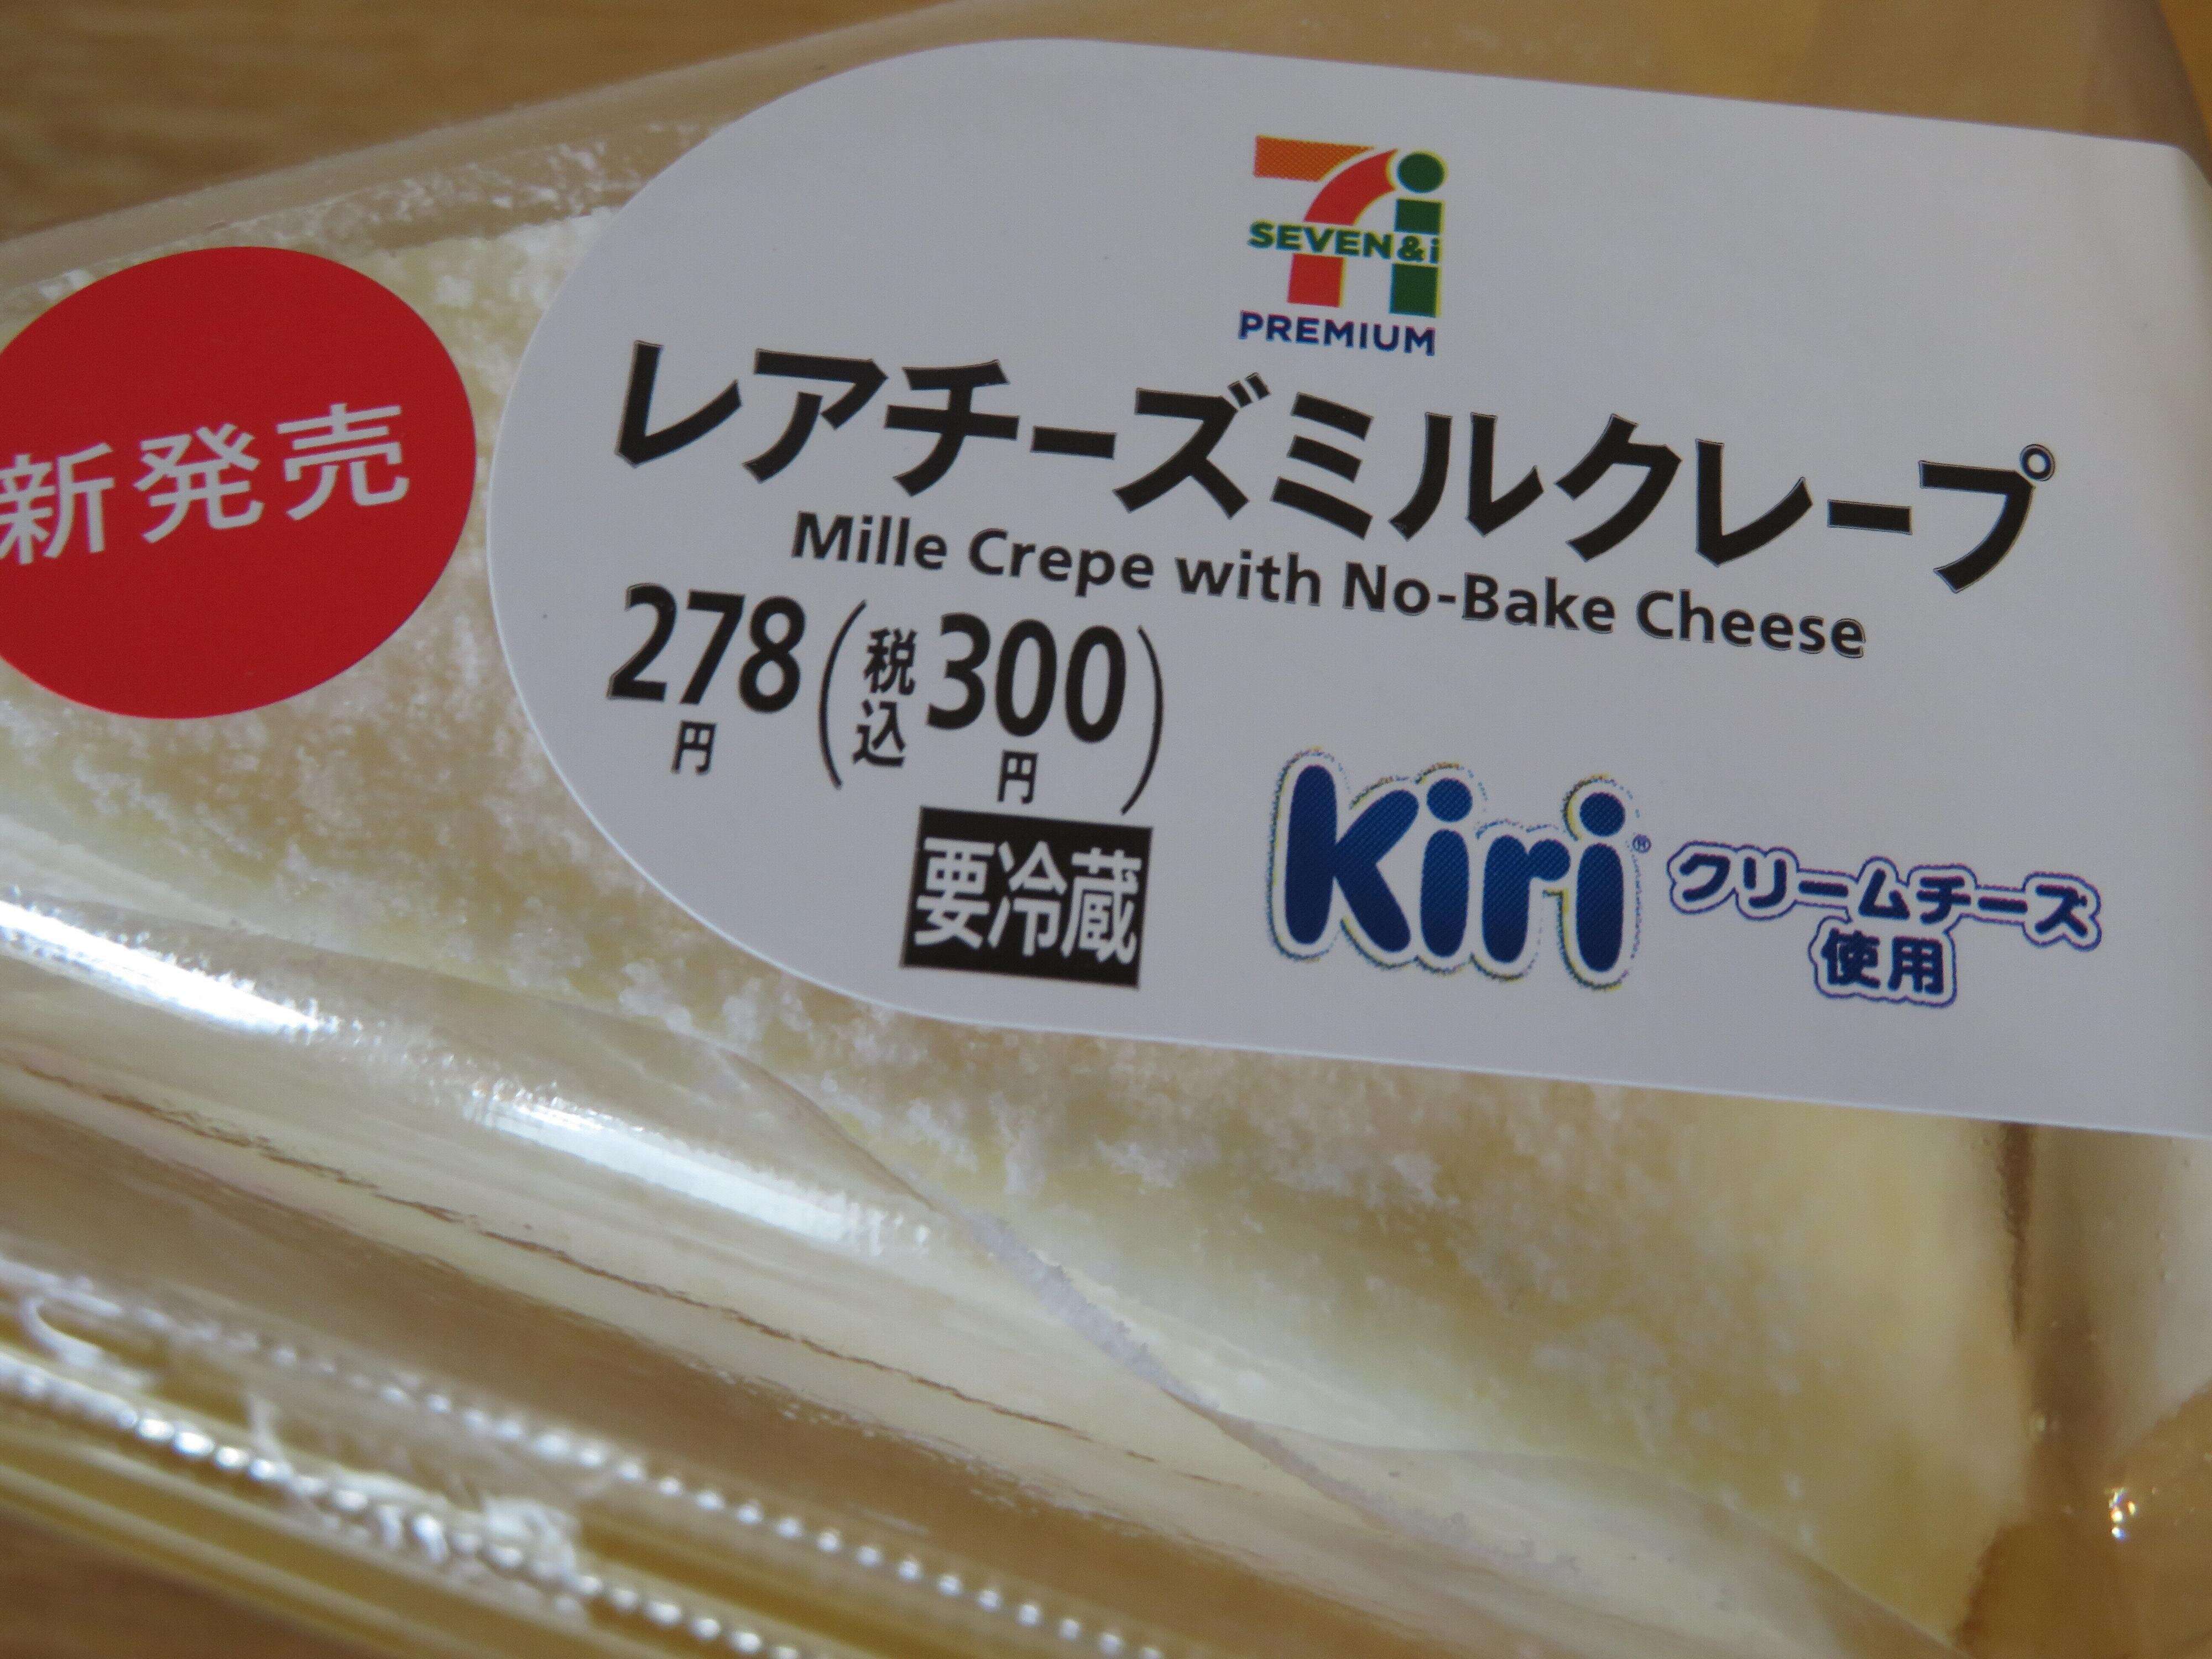 SEVEN&i
PREMIUM
新発売
レアチーズミルクレープ
Mille Crepe with No-Bake Cheese
278円(税込300円)
要冷蔵
Kiri®
クリームチーズ
使用